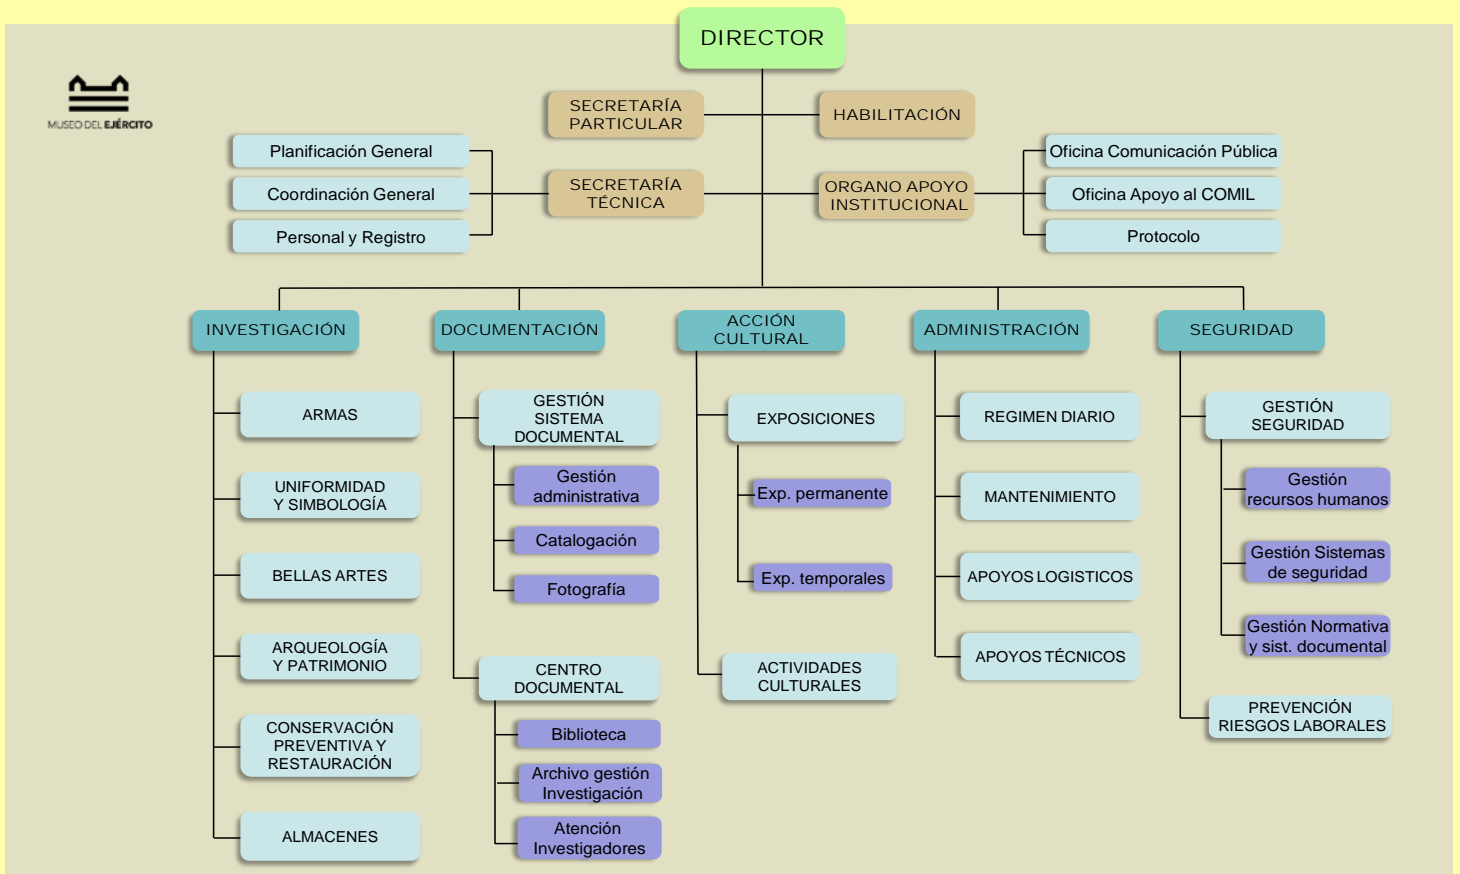 DIRECTOR
MUSEO DEL EJÉRCITO
SECRETARÍA
PARTICULAR
HABILITACIÓN
Planificación General
Coordinación General
Personal y Registro
SECRETARÍA
TÉCNICA
ORGANO APOYO
INSTITUCIONAL
Oficina Comunicación Pública
Oficina Apoyo al COMIL
Protocolo
INVESTIGACIÓN
ARMAS
UNIFORMIDAD
Y SIMBOLOGÍA
BELLAS ARTES
ARQUEOLOGÍA
Y PATRIMONIO
CONSERVACIÓN
PREVENTIVA Y
RESTAURACIÓN
ALMACENES
DOCUMENTACIÓN
GESTIÓN
SISTEMA
DOCUMENTAL
Gestión
administrativa
Catalogación
Fotografía
CENTRO
DOCUMENTAL
Biblioteca
Archivo gestión
Investigación
Atención
Investigadores
ACCIÓN
CULTURAL
EXPOSICIONES
Exp. permanente
Exp. temporales
ACTIVIDADES
CULTURALES
ADMINISTRACIÓN
REGIMEN DIARIO
MANTENIMIENTO
APOYOS LOGISTICOS
APOYOS TÉCNICOS
SEGURIDAD
GESTIÓN
SEGURIDAD
Gestión
recursos humanos
Gestión Sistemas
de seguridad
Gestión Normativa
y sist. documental
PREVENCIÓN
RIESGOS LABORALES